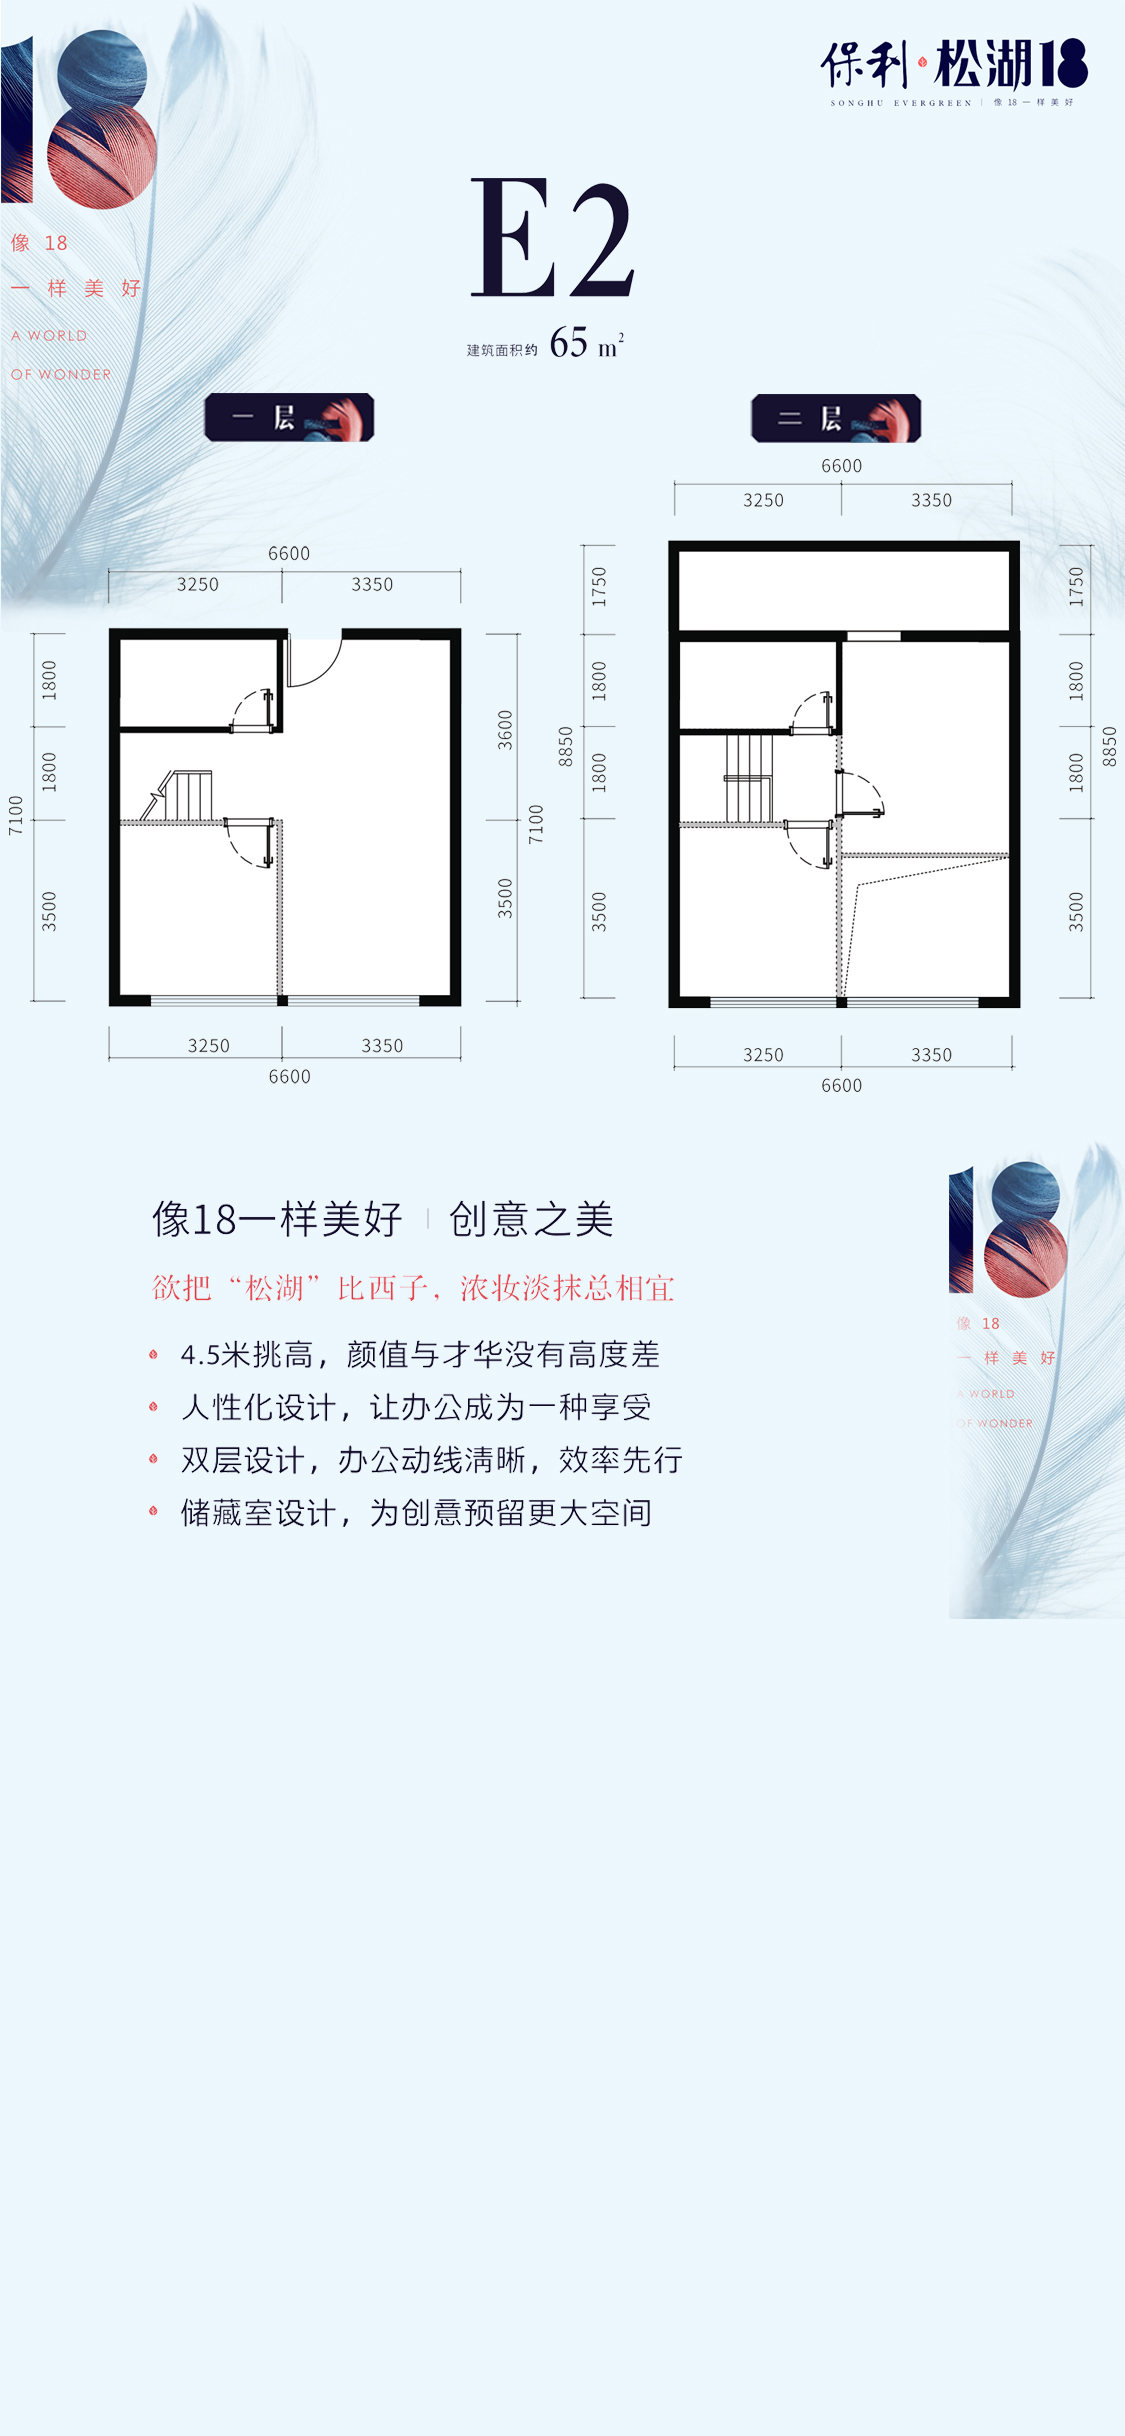 18
像 18
一样美好
A WORLD
OF WONDER
保利·松湖18
SONGHU EVERGREEN | 像18一样美好
E2
建筑面积约 65 m²
一层
二层
6600
3250 3350
1800
1800
3500
7100
3600
3500
7100
3250 3350
6600
6600
3250 3350
1750
1800
1800
3500
8850
1750
1800
1800
3500
8850
3250 3350
6600
像18一样美好 | 创意之美
欲把“松湖”比西子，浓妆淡抹总相宜
4.5米挑高，颜值与才华没有高度差
人性化设计，让办公成为一种享受
双层设计，办公动线清晰，效率先行
储藏室设计，为创意预留更大空间
18
像 18
一样美好
A WORLD
OF WONDER